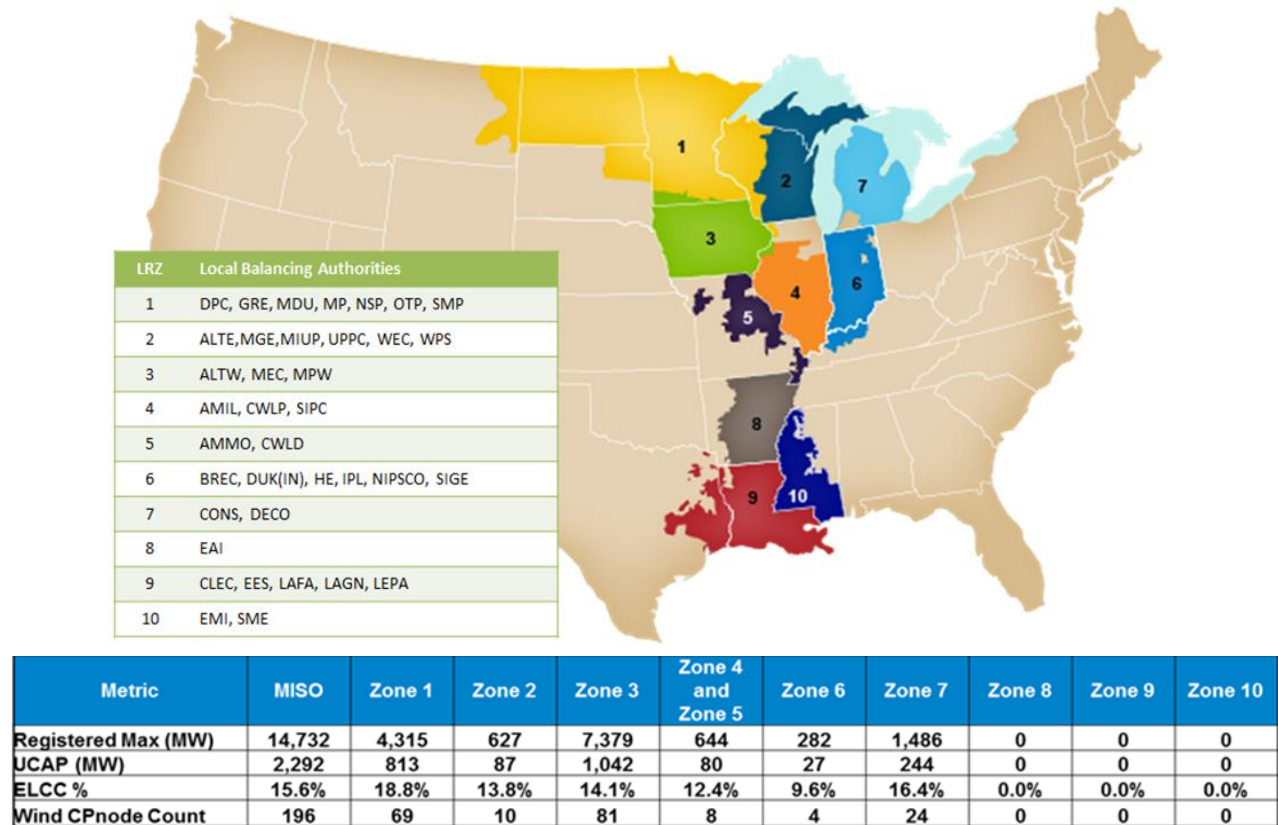 1
2
7
3
6
4
5
8
9
10
LRZ Local Balancing Authorities
1 DPC, GRE, MDU, MP, NSP, OTP, SMP
2 ALTE,MGE,MIUP, UPPC, WEC, WPS
3 ALTW, MEC, MPW
4 AMIL, CWLP, SIPC
5 AMMO, CWLD
6 BREC, DUK(IN), HE, IPL, NIPSCO, SIGE
7 CONS, DECO
8 EAI
9 CLEC, EES, LAFA, LAGN, LEPA
10 EMI, SME
Metric MISO Zone 1 Zone 2 Zone 3 Zone 4 and Zone 5 Zone 6 Zone 7 Zone 8 Zone 9 Zone 10
Registered Max (MW) 14,732 4,315 627 7,379 644 282 1,486 0 0 0
UCAP (MW) 2,292 813 87 1,042 80 27 244 0 0 0
ELCC % 15.6% 18.8% 13.8% 14.1% 12.4% 9.6% 16.4% 0.0% 0.0% 0.0%
Wind CPnode Count 196 69 10 81 8 4 24 0 0 0